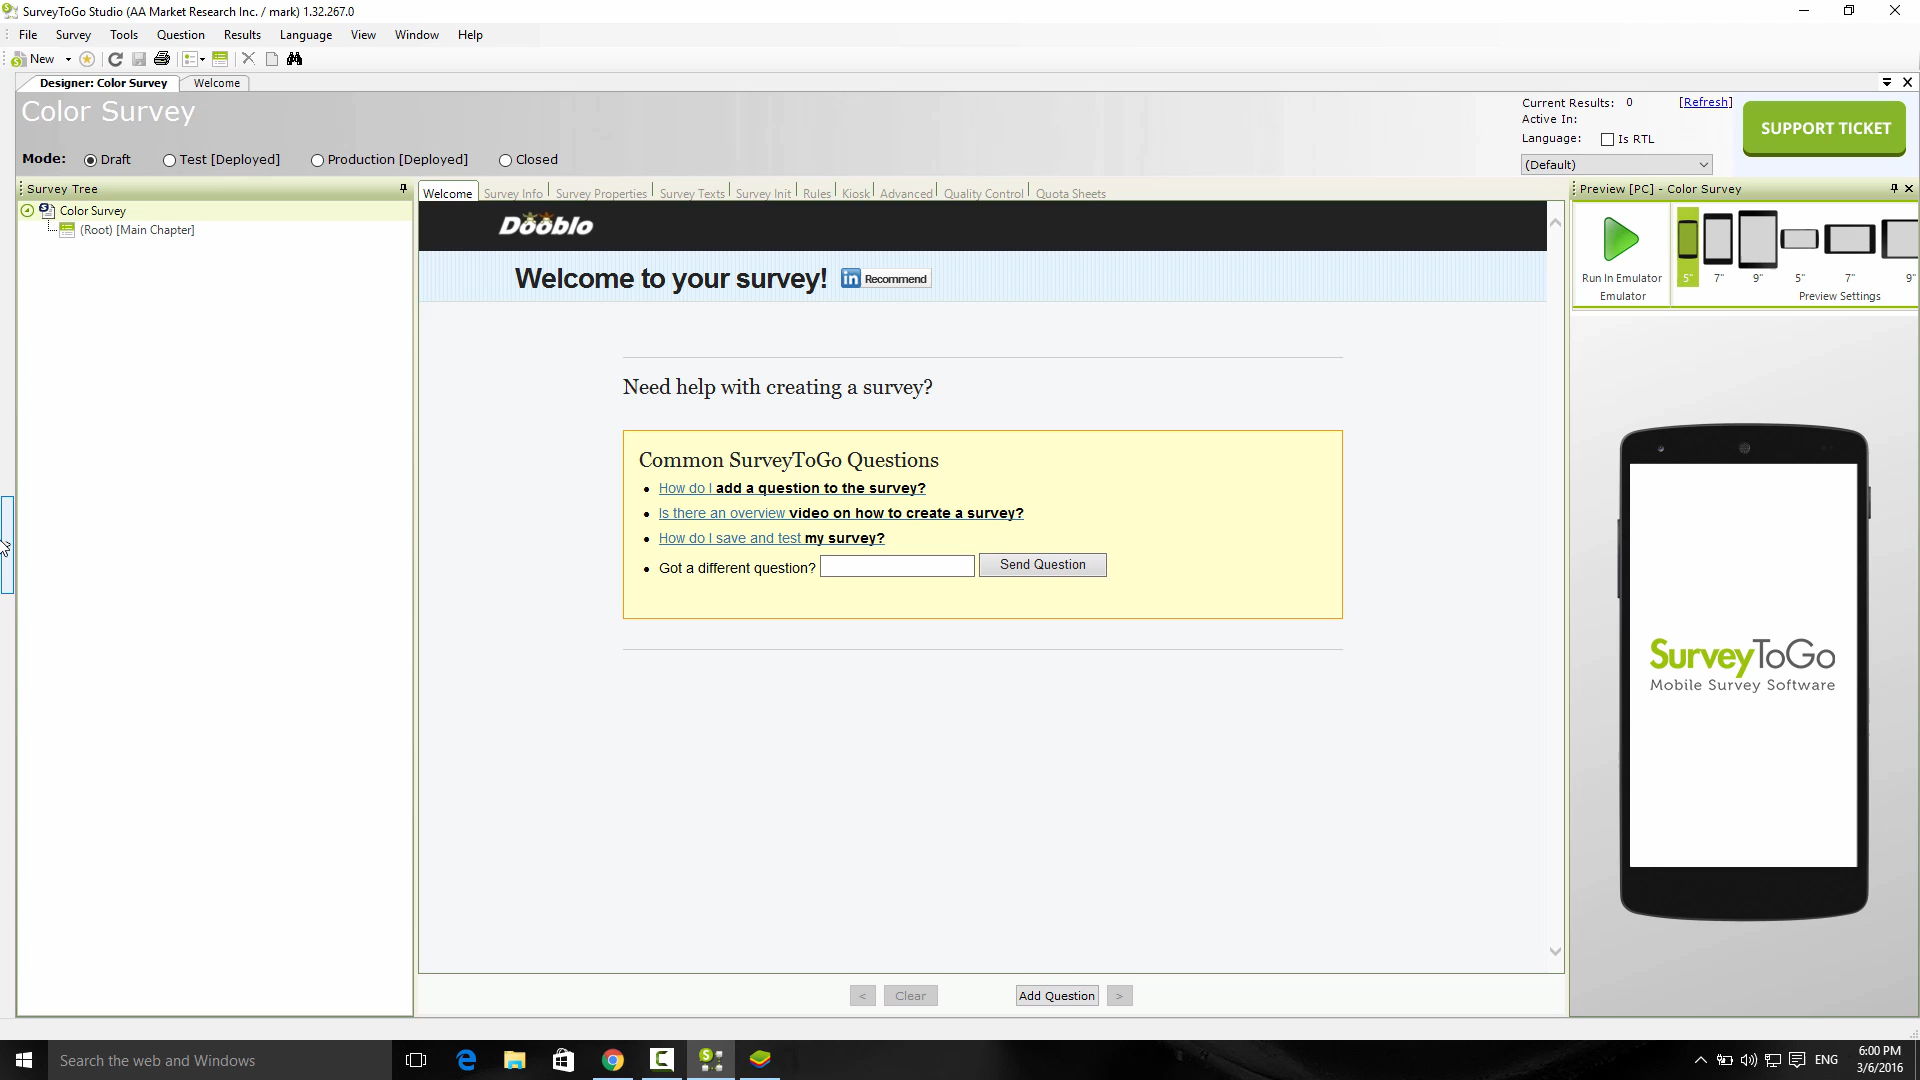 SurveyToGo Studio (AA Market Research Inc. / mark) 1.32.267.0
File Survey Tools Question Results Language View Window Help
New
Designer: Color Survey Welcome
Color Survey
Current Results: 0 [Refresh]
Active In:
Language: Is RTL
(Default)
SUPPORT TICKET
Mode: Draft Test [Deployed] Production [Deployed] Closed
Survey Tree
Color Survey
(Root) [Main Chapter]
Welcome Survey Info Survey Properties Survey Texts Survey Init Rules Kiosk Advanced Quality Control Quota Sheets
Dooblo
Welcome to your survey! in Recommend
Need help with creating a survey?
Common SurveyToGo Questions
How do I add a question to the survey?
Is there an overview video on how to create a survey?
How do I save and test my survey?
Got a different question? Send Question
< Clear Add Question >
Preview [PC] - Color Survey
Run In Emulator
Emulator
5" 7" 9" 5" 7" 9"
Preview Settings
SurveyToGo
Mobile Survey Software
Search the web and Windows
ENG
6:00 PM
3/6/2016